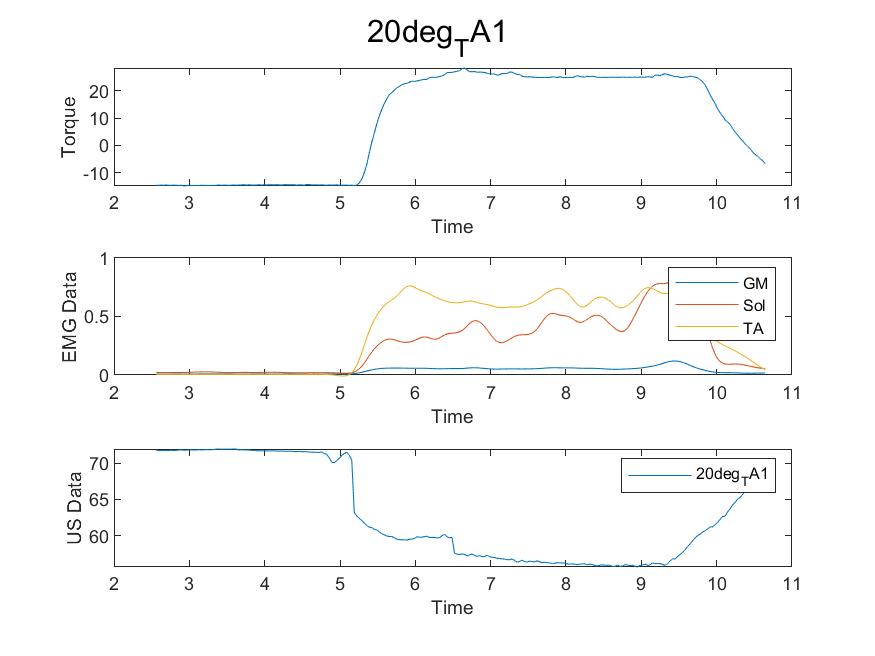 20deg_TA1
20
10
0
-10
Torque
2 3 4 5 6 7 8 9 10 11
Time
1
0.5
0
EMG Data
GM
Sol
TA
2 3 4 5 6 7 8 9 10 11
Time
70
65
60
US Data
20deg_TA1
2 3 4 5 6 7 8 9 10 11
Time